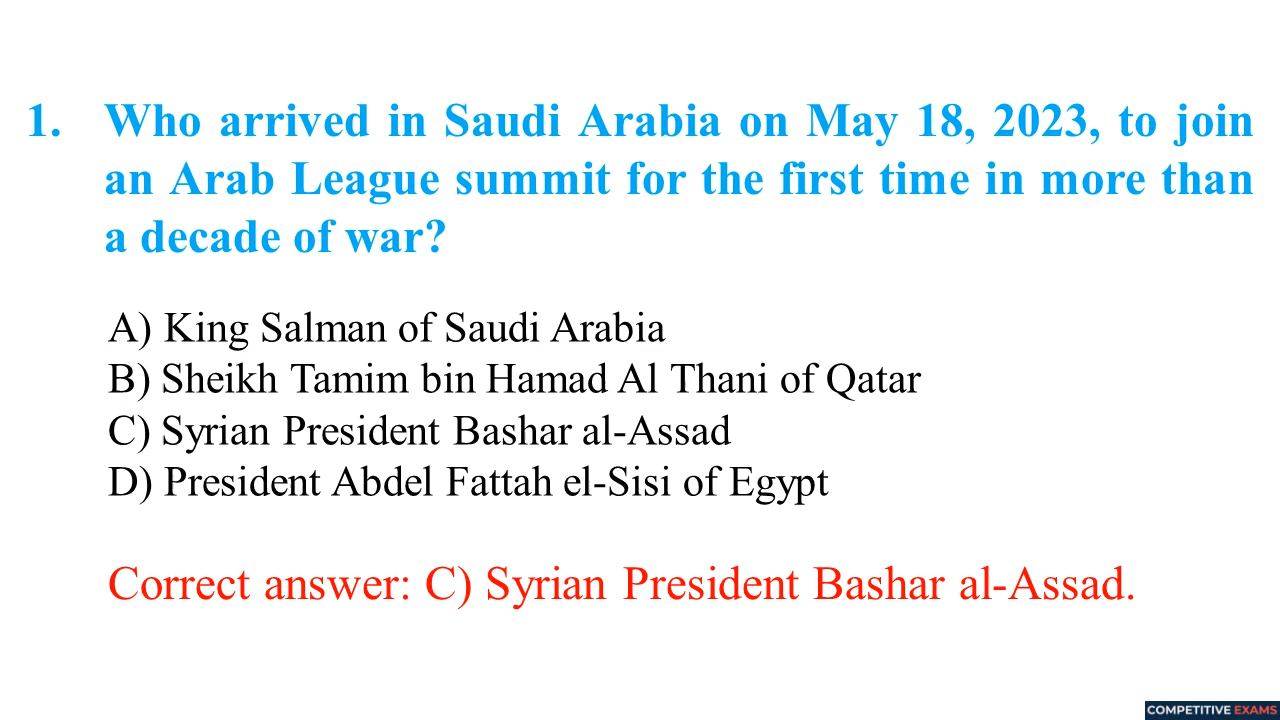 1. Who arrived in Saudi Arabia on May 18, 2023, to join
an Arab League summit for the first time in more than
a decade of war?
A) King Salman of Saudi Arabia
B) Sheikh Tamim bin Hamad Al Thani of Qatar
C) Syrian President Bashar al-Assad
D) President Abdel Fattah el-Sisi of Egypt
Correct answer: C) Syrian President Bashar al-Assad.
COMPETITIVE EXAMS